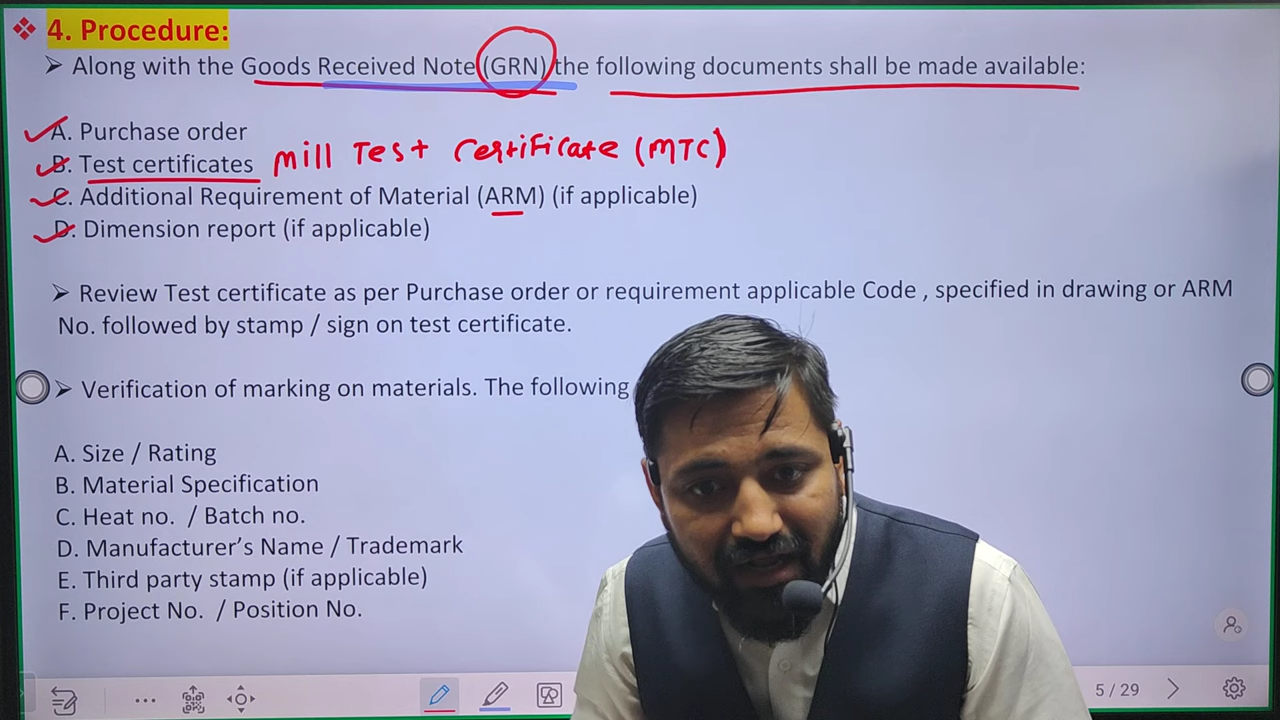 ❖ 4. Procedure:
➢ Along with the Goods Received Note (GRN) the following documents shall be made available:
A. Purchase order
B. Test certificates Mill Test Certificate (MTC)
C. Additional Requirement of Material (ARM) (if applicable)
D. Dimension report (if applicable)
➢ Review Test certificate as per Purchase order or requirement applicable Code , specified in drawing or ARM
No. followed by stamp / sign on test certificate.
➢ Verification of marking on materials. The following
A. Size / Rating
B. Material Specification
C. Heat no. / Batch no.
D. Manufacturer's Name / Trademark
E. Third party stamp (if applicable)
F. Project No. / Position No.
5 / 29